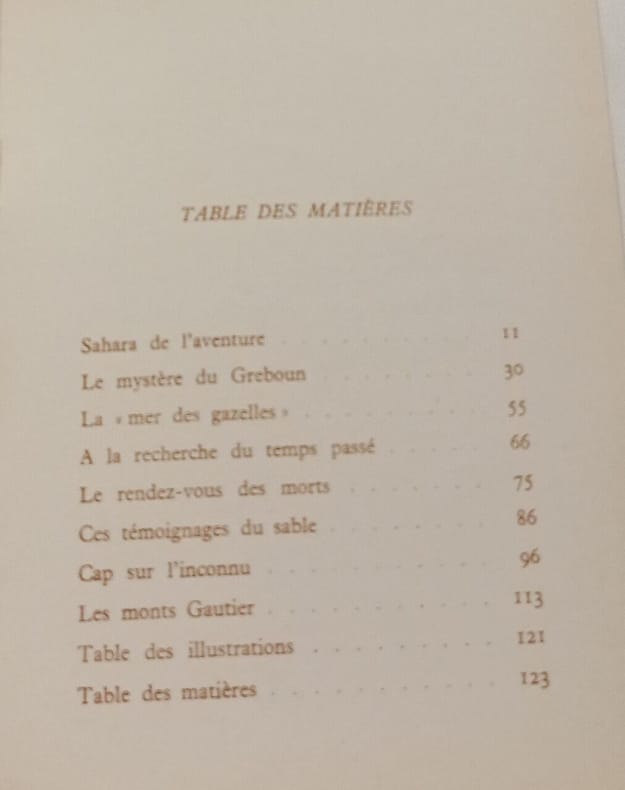 TABLE DES MATIÈRES
Sahara de l'aventure . . . . . . . . . . 11
Le mystère du Greboun . . . . . . . . 30
La « mer des gazelles » . . . . . . . . . 55
A la recherche du temps passé . . . . . 66
Le rendez-vous des morts . . . . . . . 75
Ces témoignages du sable . . . . . . . . 86
Cap sur l'inconnu . . . . . . . . . . . 96
Les monts Gautier . . . . . . . . . . . 113
Table des illustrations . . . . . . . . . 121
Table des matières . . . . . . . . . . . 123